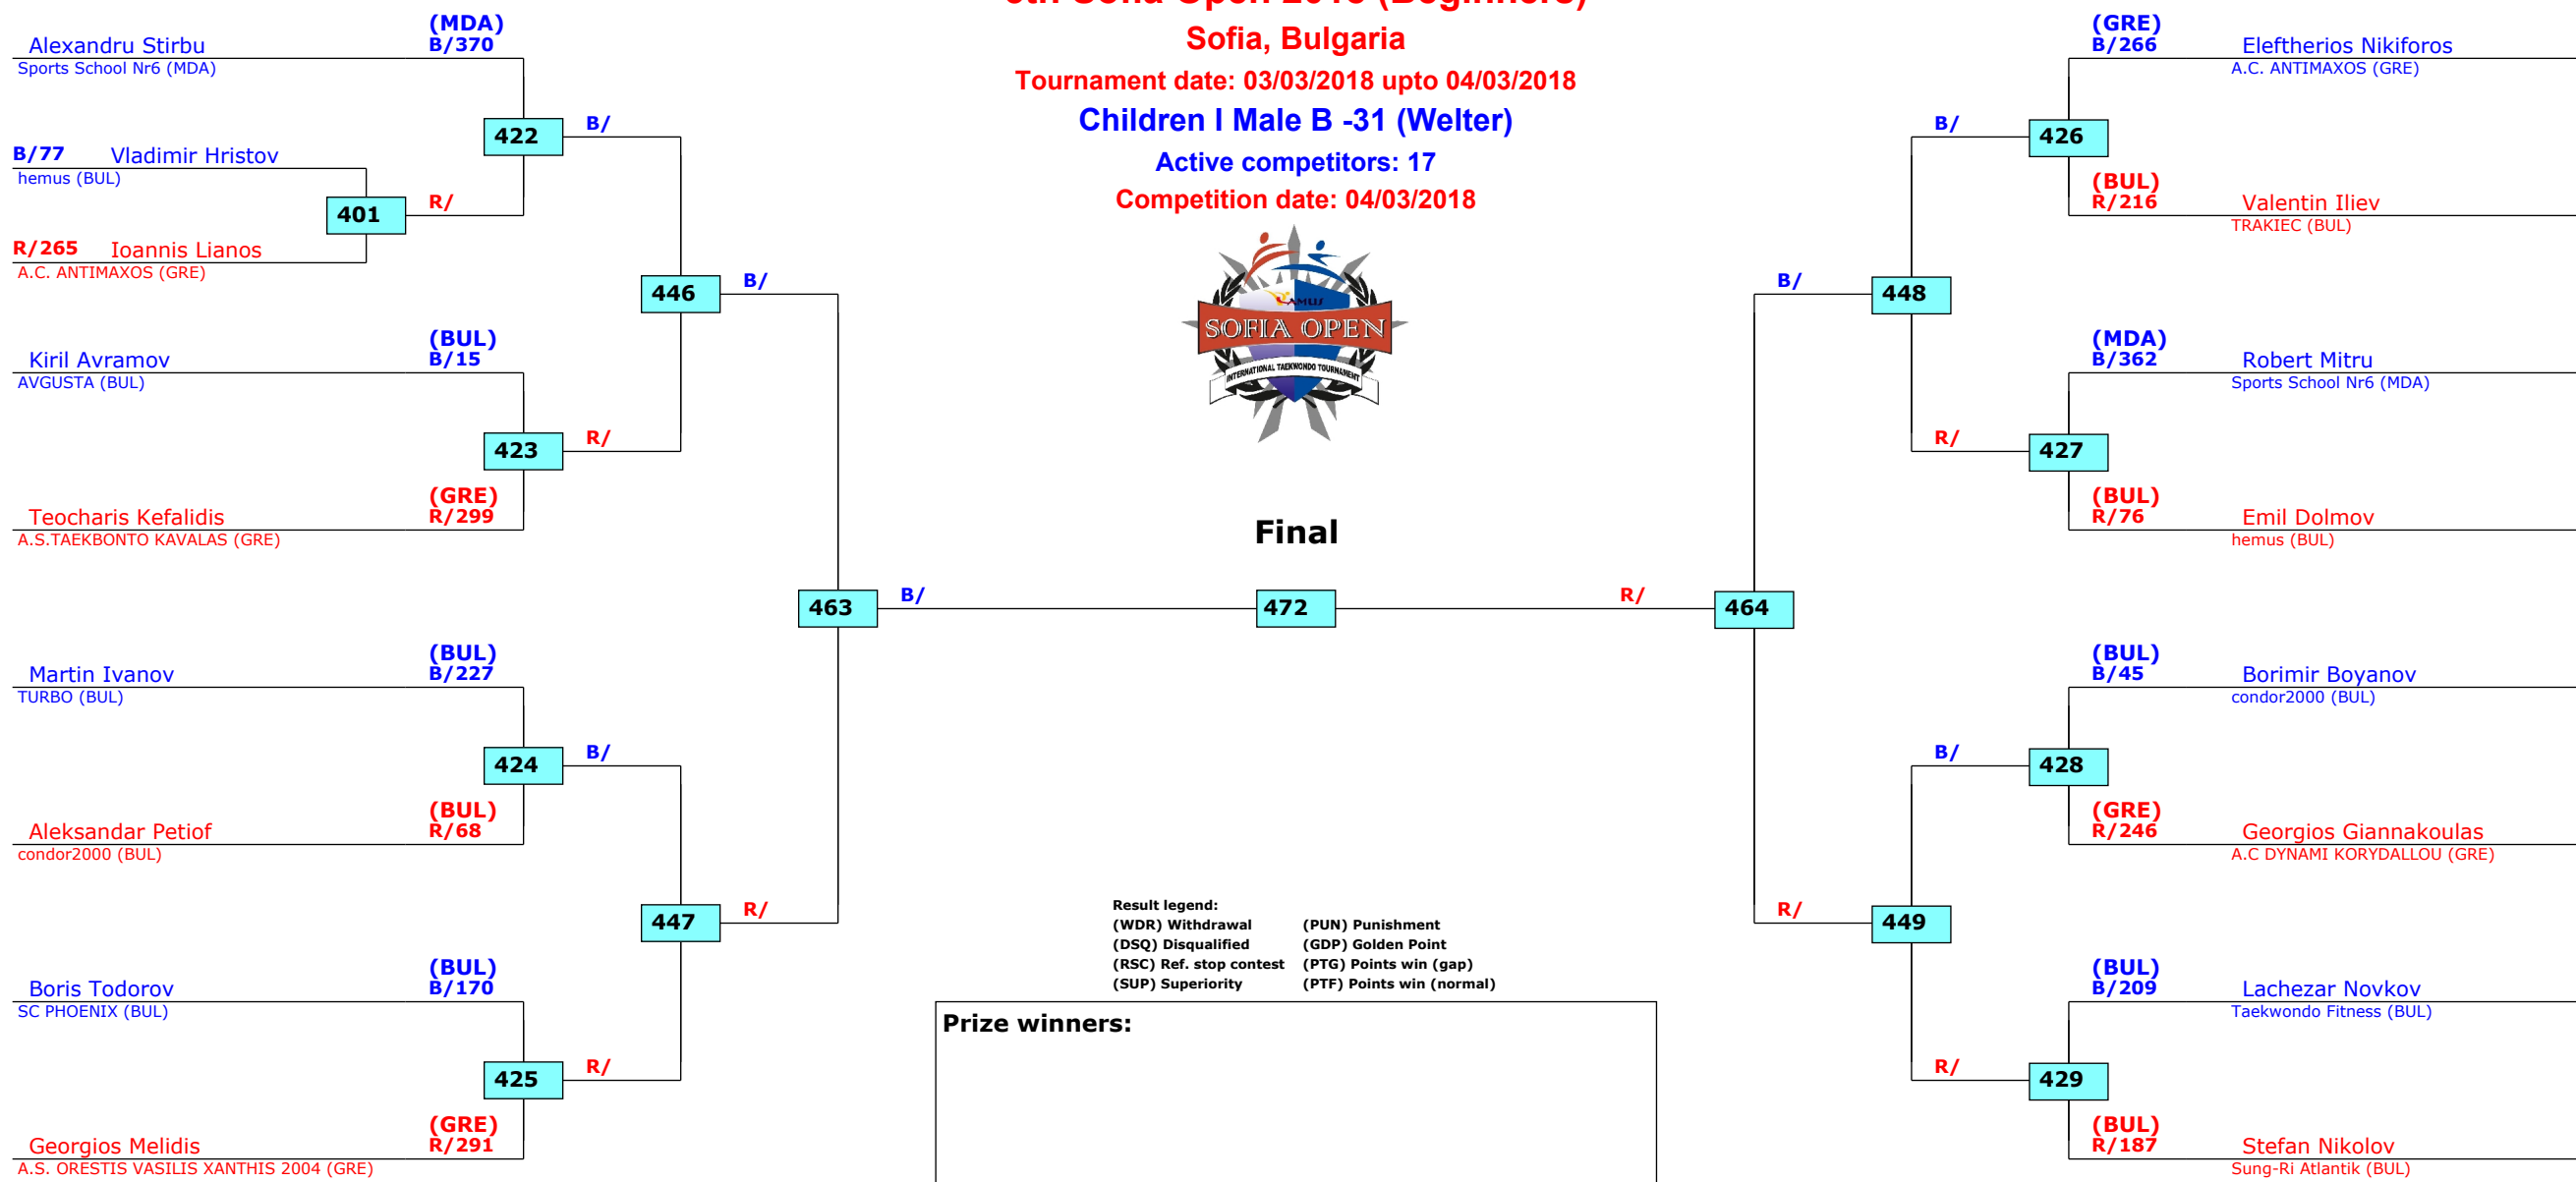 Sofia, Bulgaria
Tournament date: 03/03/2018 upto 04/03/2018
Children I Male B -31 (Welter)
Active competitors: 17
Competition date: 04/03/2018
RAMUS
SOFIA OPEN
INTERNATIONAL TAEKWONDO TOURNAMENT
(MDA)
Alexandru Stirbu B/370
Sports School Nr6 (MDA)
422 B/
B/77 Vladimir Hristov
hemus (BUL)
401 R/
R/265 Ioannis Lianos
A.C. ANTIMAXOS (GRE)
446 B/
(BUL)
Kiril Avramov B/15
AVGUSTA (BUL)
423 R/
(GRE)
Teocharis Kefalidis R/299
A.S.TAEKBONTO KAVALAS (GRE)
463 B/
(BUL)
Martin Ivanov B/227
TURBO (BUL)
424 B/
(BUL)
Aleksandar Petiof R/68
condor2000 (BUL)
447 R/
(BUL)
Boris Todorov B/170
SC PHOENIX (BUL)
425 R/
(GRE)
Georgios Melidis R/291
A.S. ORESTIS VASILIS XANTHIS 2004 (GRE)
Final
472
R/ 464
(GRE)
B/266 Eleftherios Nikiforos
A.C. ANTIMAXOS (GRE)
B/ 426
(BUL)
R/216 Valentin Iliev
TRAKIEC (BUL)
B/ 448
(MDA)
B/362 Robert Mitru
Sports School Nr6 (MDA)
R/ 427
(BUL)
R/76 Emil Dolmov
hemus (BUL)
(BUL)
B/45 Borimir Boyanov
condor2000 (BUL)
B/ 428
(GRE)
R/246 Georgios Giannakoulas
A.C DYNAMI KORYDALLOU (GRE)
R/ 449
(BUL)
B/209 Lachezar Novkov
Taekwondo Fitness (BUL)
R/ 429
(BUL)
R/187 Stefan Nikolov
Sung-Ri Atlantik (BUL)
Result legend:
(WDR) Withdrawal (PUN) Punishment
(DSQ) Disqualified (GDP) Golden Point
(RSC) Ref. stop contest (PTG) Points win (gap)
(SUP) Superiority (PTF) Points win (normal)
Prize winners: